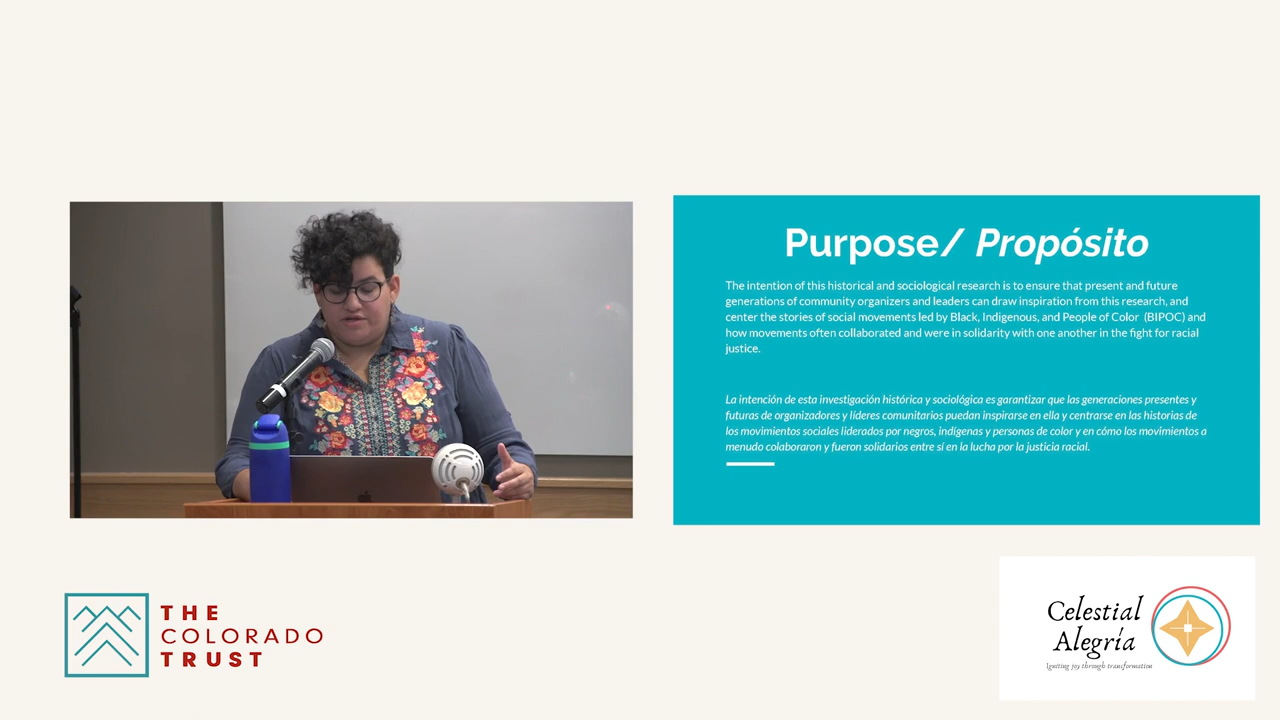 Purpose/ Propósito
The intention of this historical and sociological research is to ensure that present and future
generations of community organizers and leaders can draw inspiration from this research, and
center the stories of social movements led by Black, Indigenous, and People of Color (BIPOC) and
how movements often collaborated and were in solidarity with one another in the fight for racial
justice.
La intención de esta investigación histórica y sociológica es garantizar que las generaciones presentes y
futuras de organizadores y líderes comunitarios puedan inspirarse en ella y centrarse en las historias de
los movimientos sociales liderados por negros, indígenas y personas de color y en cómo los movimientos a
menudo colaboraron y fueron solidarios entre sí en la lucha por la justicia racial.
THE
COLORADO
TRUST
Celestial
Alegría
Igniting joy through transformation